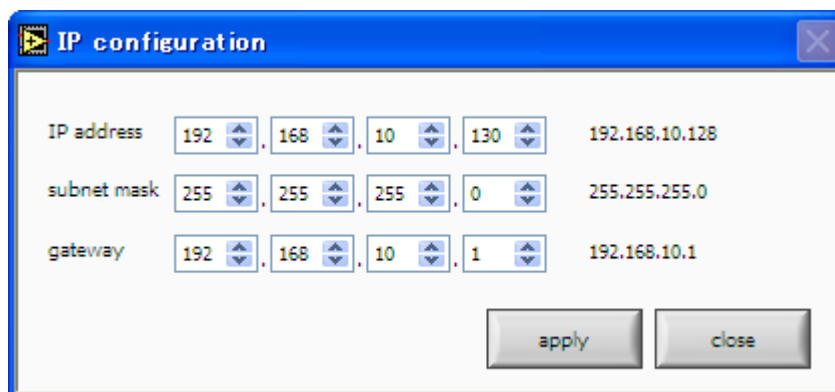 IP configuration
IP address 192 . 168 . 10 . 130 192.168.10.128
subnet mask 255 . 255 . 255 . 0 255.255.255.0
gateway 192 . 168 . 10 . 1 192.168.10.1
apply close